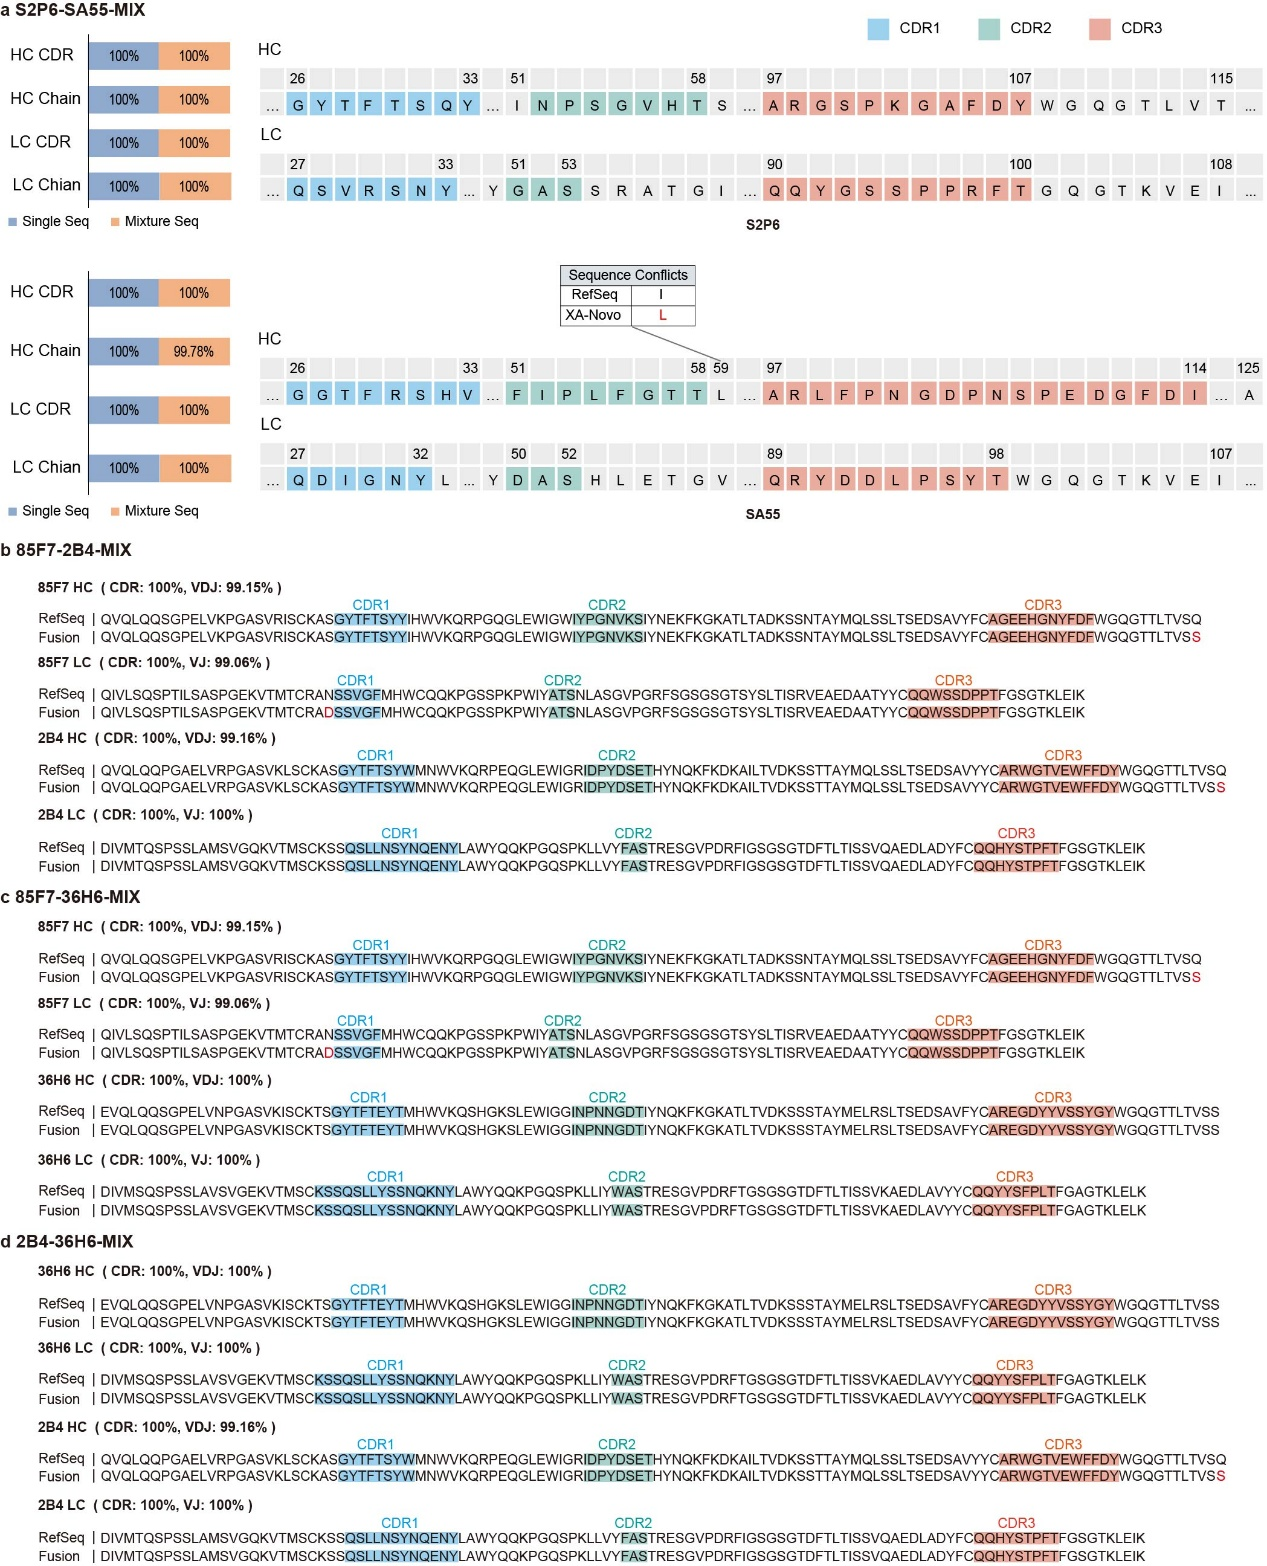 a S2P6-SA55-MIX
CDR1 CDR2 CDR3
HC CDR 100% 100%
HC Chain 100% 100%
LC CDR 100% 100%
LC Chian 100% 100%
Single Seq Mixture Seq
HC
26 33 51 58 97 107 115
... G Y T F T S Q Y ... I N P S G V H T S ... A R G S P K G A F D Y W G Q G T L V T ...
LC
27 33 51 53 90 100 108
... Q S V R S N Y ... Y G A S S R A T G I ... Q Q Y G S S P P R F T G Q G T K V E I ...
S2P6
HC CDR 100% 100%
HC Chain 100% 99.78%
LC CDR 100% 100%
LC Chian 100% 100%
Single Seq Mixture Seq
Sequence Conflicts
RefSeq I
XA-Novo L
HC
26 33 51 58 59 97 114 125
... G G T F R S H V ... F I P L F G T T L ... A R L F P N G D P N S P E D G F D I ... A
LC
27 32 50 52 89 98 107
... Q D I G N Y L ... Y D A S H L E T G V ... Q R Y D D L P S Y T W G Q G T K V E I ...
SA55
b 85F7-2B4-MIX
85F7 HC ( CDR: 100%, VDJ: 99.15% )
CDR1 CDR2 CDR3
RefSeq | QVQLQQSGPELVKPGASVRISCKASGYTFTSYYIHWVKQRPGQGLEWIGWIYPGNVKSIYNEKFKGKATLTADKSSNTAYMQLSSLTSEDSAVYFCAGEEHGNYFDFWGQGTTLTVSQ
Fusion | QVQLQQSGPELVKPGASVRISCKASGYTFTSYYIHWVKQRPGQGLEWIGWIYPGNVKSIYNEKFKGKATLTADKSSNTAYMQLSSLTSEDSAVYFCAGEEHGNYFDFWGQGTTLTVSS
85F7 LC ( CDR: 100%, VJ: 99.06% )
CDR1 CDR2 CDR3
RefSeq | QIVLSQSPTILSASPGEKVTMTCRANSSVGFMHWCQQKPGSSPKPWIYATSNLASGVPGRFSGSGSGTSYSLTISRVEAEDAATYYCQQWSSDPPTFGSGTKLEIK
Fusion | QIVLSQSPTILSASPGEKVTMTCRADSSVGFMHWCQQKPGSSPKPWIYATSNLASGVPGRFSGSGSGTSYSLTISRVEAEDAATYYCQQWSSDPPTFGSGTKLEIK
2B4 HC ( CDR: 100%, VDJ: 99.16% )
CDR1 CDR2 CDR3
RefSeq | QVQLQQPGAELVRPGASVKLSCKASGYTFTSYWMNWVKQRPEQGLEWIGRIDPYDSETHYNQKFKDKAILTVDKSSTTAYMQLSSLTSEDSAVYYCARWGTVEWFFDYWGQGTTLTVSQ
Fusion | QVQLQQPGAELVRPGASVKLSCKASGYTFTSYWMNWVKQRPEQGLEWIGRIDPYDSETHYNQKFKDKAILTVDKSSTTAYMQLSSLTSEDSAVYYCARWGTVEWFFDYWGQGTTLTVSS
2B4 LC ( CDR: 100%, VJ: 100% )
CDR1 CDR2 CDR3
RefSeq | DIVMTQSPSSLAMSVGQKVTMSCKSSQSLLNSYNQENYLAWYQQKPGQSPKLLVYFASTRESGVPDRFIGSGSGTDFTLTISSVQAEDLADYFCQQHYSTPFTFGSGTKLEIK
Fusion | DIVMTQSPSSLAMSVGQKVTMSCKSSQSLLNSYNQENYLAWYQQKPGQSPKLLVYFASTRESGVPDRFIGSGSGTDFTLTISSVQAEDLADYFCQQHYSTPFTFGSGTKLEIK
c 85F7-36H6-MIX
85F7 HC ( CDR: 100%, VDJ: 99.15% )
CDR1 CDR2 CDR3
RefSeq | QVQLQQSGPELVKPGASVRISCKASGYTFTSYYIHWVKQRPGQGLEWIGWIYPGNVKSIYNEKFKGKATLTADKSSNTAYMQLSSLTSEDSAVYFCAGEEHGNYFDFWGQGTTLTVSQ
Fusion | QVQLQQSGPELVKPGASVRISCKASGYTFTSYYIHWVKQRPGQGLEWIGWIYPGNVKSIYNEKFKGKATLTADKSSNTAYMQLSSLTSEDSAVYFCAGEEHGNYFDFWGQGTTLTVSS
85F7 LC ( CDR: 100%, VJ: 99.06% )
CDR1 CDR2 CDR3
RefSeq | QIVLSQSPTILSASPGEKVTMTCRANSSVGFMHWCQQKPGSSPKPWIYATSNLASGVPGRFSGSGSGTSYSLTISRVEAEDAATYYCQQWSSDPPTFGSGTKLEIK
Fusion | QIVLSQSPTILSASPGEKVTMTCRADSSVGFMHWCQQKPGSSPKPWIYATSNLASGVPGRFSGSGSGTSYSLTISRVEAEDAATYYCQQWSSDPPTFGSGTKLEIK
36H6 HC ( CDR: 100%, VDJ: 100% )
CDR1 CDR2 CDR3
RefSeq | EVQLQQSGPELVNPGASVKISCKTSGYTFTEYTMHWVKQSHGKSLEWIGGINPNNGDTIYNQKFKGKATLTVDKSSSTAYMELRSLTSEDSAVFYCAREGDYYVSSYGYWGQGTTLTVSS
Fusion | EVQLQQSGPELVNPGASVKISCKTSGYTFTEYTMHWVKQSHGKSLEWIGGINPNNGDTIYNQKFKGKATLTVDKSSSTAYMELRSLTSEDSAVFYCAREGDYYVSSYGYWGQGTTLTVSS
36H6 LC ( CDR: 100%, VJ: 100% )
CDR1 CDR2 CDR3
RefSeq | DIVMSQSPSSLAVSVGEKVTMSCKSSQSLLYSSNQKNYLAWYQQKPGQSPKLLIYWASTRESGVPDRFTGSGSGTDFTLTISSVKAEDLAVYYCQQYYSFPLTFGAGTKLELK
Fusion | DIVMSQSPSSLAVSVGEKVTMSCKSSQSLLYSSNQKNYLAWYQQKPGQSPKLLIYWASTRESGVPDRFTGSGSGTDFTLTISSVKAEDLAVYYCQQYYSFPLTFGAGTKLELK
d 2B4-36H6-MIX
36H6 HC ( CDR: 100%, VDJ: 100% )
CDR1 CDR2 CDR3
RefSeq | EVQLQQSGPELVNPGASVKISCKTSGYTFTEYTMHWVKQSHGKSLEWIGGINPNNGDTIYNQKFKGKATLTVDKSSSTAYMELRSLTSEDSAVFYCAREGDYYVSSYGYWGQGTTLTVSS
Fusion | EVQLQQSGPELVNPGASVKISCKTSGYTFTEYTMHWVKQSHGKSLEWIGGINPNNGDTIYNQKFKGKATLTVDKSSSTAYMELRSLTSEDSAVFYCAREGDYYVSSYGYWGQGTTLTVSS
36H6 LC ( CDR: 100%, VJ: 100% )
CDR1 CDR2 CDR3
RefSeq | DIVMSQSPSSLAVSVGEKVTMSCKSSQSLLYSSNQKNYLAWYQQKPGQSPKLLIYWASTRESGVPDRFTGSGSGTDFTLTISSVKAEDLAVYYCQQYYSFPLTFGAGTKLELK
Fusion | DIVMSQSPSSLAVSVGEKVTMSCKSSQSLLYSSNQKNYLAWYQQKPGQSPKLLIYWASTRESGVPDRFTGSGSGTDFTLTISSVKAEDLAVYYCQQYYSFPLTFGAGTKLELK
2B4 HC ( CDR: 100%, VDJ: 99.16% )
CDR1 CDR2 CDR3
RefSeq | QVQLQQPGAELVRPGASVKLSCKASGYTFTSYWMNWVKQRPEQGLEWIGRIDPYDSETHYNQKFKDKAILTVDKSSTTAYMQLSSLTSEDSAVYYCARWGTVEWFFDYWGQGTTLTVSQ
Fusion | QVQLQQPGAELVRPGASVKLSCKASGYTFTSYWMNWVKQRPEQGLEWIGRIDPYDSETHYNQKFKDKAILTVDKSSTTAYMQLSSLTSEDSAVYYCARWGTVEWFFDYWGQGTTLTVSS
2B4 LC ( CDR: 100%, VJ: 100% )
CDR1 CDR2 CDR3
RefSeq | DIVMTQSPSSLAMSVGQKVTMSCKSSQSLLNSYNQENYLAWYQQKPGQSPKLLVYFASTRESGVPDRFIGSGSGTDFTLTISSVQAEDLADYFCQQHYSTPFTFGSGTKLEIK
Fusion | DIVMTQSPSSLAMSVGQKVTMSCKSSQSLLNSYNQENYLAWYQQKPGQSPKLLVYFASTRESGVPDRFIGSGSGTDFTLTISSVQAEDLADYFCQQHYSTPFTFGSGTKLEIK